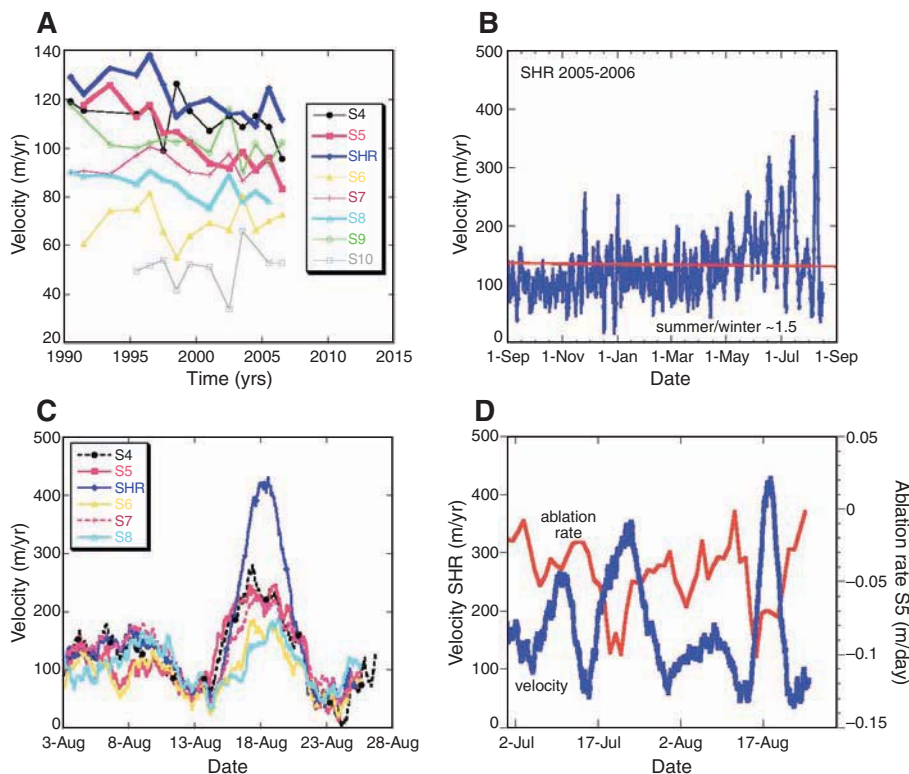 A
140
120
100
80
60
40
20
Velocity (m/yr)
1990 1995 2000 2005 2010 2015
Time (yrs)
S4
S5
SHR
S6
S7
S8
S9
S10
B
500
400
300
200
100
0
Velocity (m/yr)
SHR 2005-2006
summer/winter ~1.5
1-Sep 1-Nov 1-Jan 1-Mar 1-May 1-Jul 1-Sep
Date
C
500
400
300
200
100
0
Velocity (m/yr)
S4
S5
SHR
S6
S7
S8
3-Aug 8-Aug 13-Aug 18-Aug 23-Aug 28-Aug
Date
D
500
400
300
200
100
0
Velocity SHR (m/yr)
ablation
rate
velocity
0.05
0
–0.05
–0.1
–0.15
Ablation rate S5
(m/day)
2-Jul 17-Jul 2-Aug 17-Aug
Date